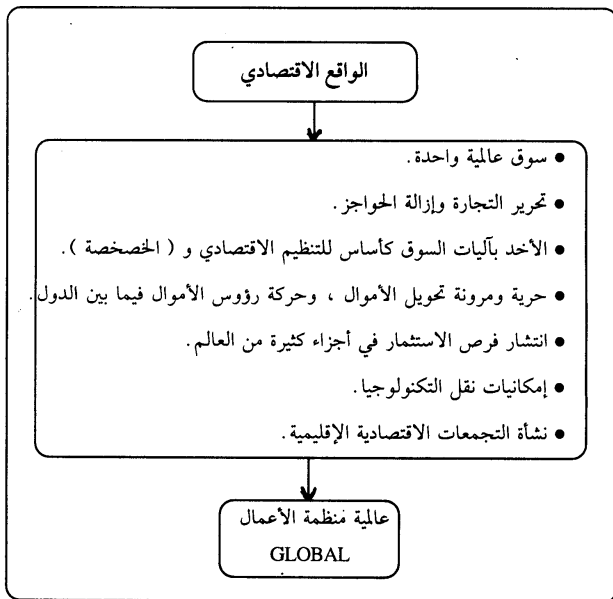 الواقع الاقتصادي
● سوق عالمية واحدة.
● تحرير التجارة وإزالة الحواجز.
● الأخد بآليات السوق كأساس للتنظيم الاقتصادي و ( الخصخصة ).
● حرية ومرونة تحويل الأموال ، وحركة رؤوس الأموال فيما بين الدول.
● انتشار فرص الاستثمار في أجزاء كثيرة من العالم.
● إمكانيات نقل التكنولوجيا.
● نشأة التجمعات الاقتصادية الإقليمية.
عالمية منظمة الأعمال
GLOBAL